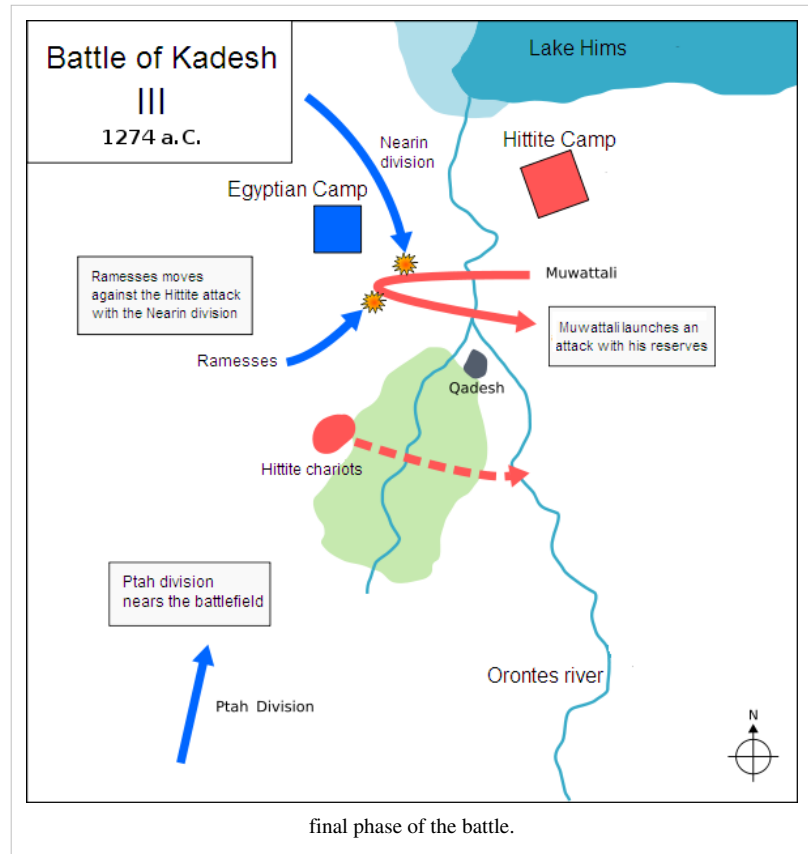 Battle of Kadesh
III
1274 a.C.
Lake Hims
Nearin
division
Hittite Camp
Egyptian Camp
Ramesses moves
against the Hittite attack
with the Nearin division
Muwattali
Muwattali launches an
attack with his reserves
Ramesses
Qadesh
Hittite chariots
Ptah division
nears the battlefield
Orontes river
Ptah Division
N
final phase of the battle.